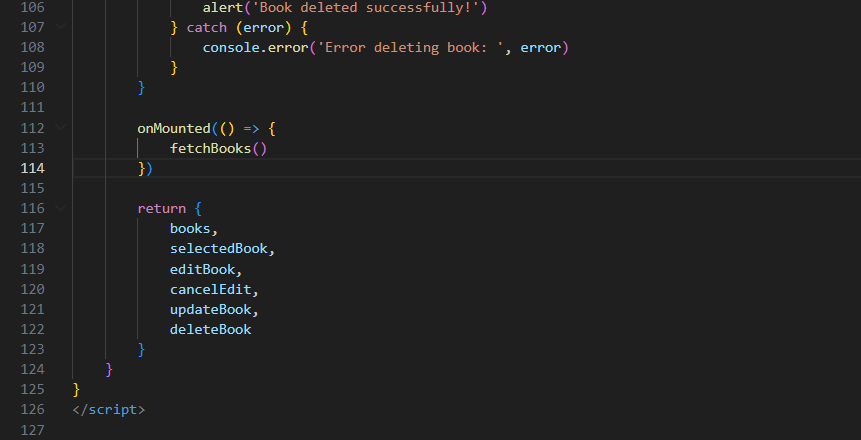 106 alert('Book deleted successfully!')
107 } catch (error) {
108 console.error('Error deleting book: ', error)
109 }
110 }
111
112 onMounted(() => {
113 fetchBooks()
114 })
115
116 return {
117 books,
118 selectedBook,
119 editBook,
120 cancelEdit,
121 updateBook,
122 deleteBook
123 }
124 }
125 }
126 </script>
127